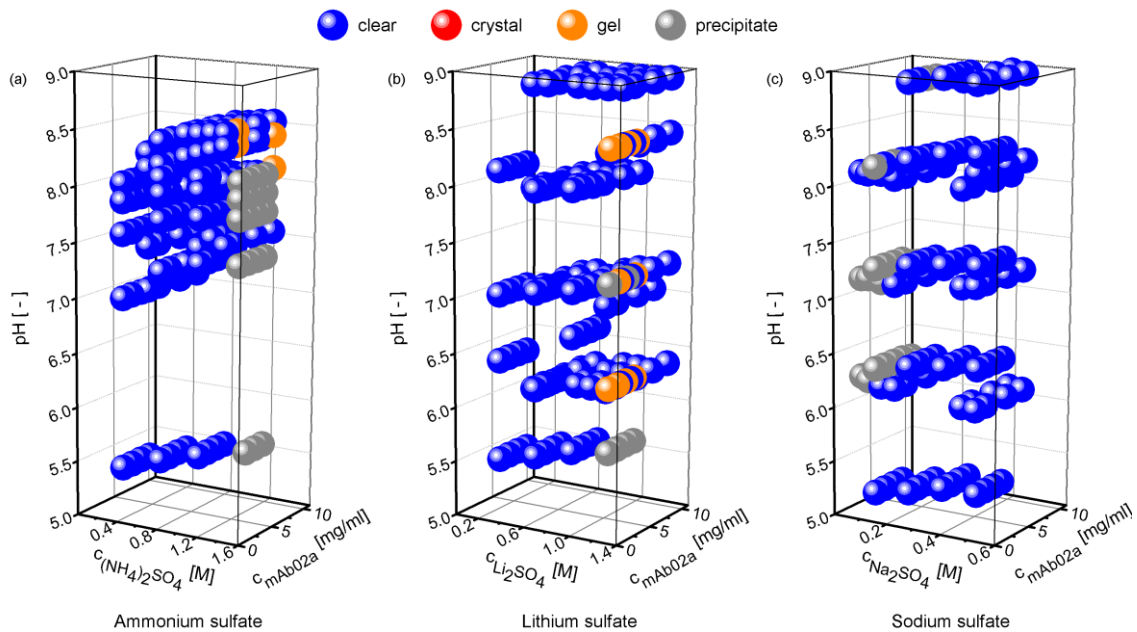 clear crystal gel precipitate
(a) (b) (c)
9.0 8.5 8.0 7.5 7.0 6.5 6.0 5.5 5.0
pH [ - ]
0.4 0.8 1.2 1.6
c(NH4)2SO4 [M]
0 5 10
cmAb02a [mg/ml]
Ammonium sulfate
9.0 8.5 8.0 7.5 7.0 6.5 6.0 5.5 5.0
pH [ - ]
0.2 0.6 1.0 1.4
cLi2SO4 [M]
0 5 10
cmAb02a [mg/ml]
Lithium sulfate
9.0 8.5 8.0 7.5 7.0 6.5 6.0 5.5 5.0
pH [ - ]
0.2 0.4 0.6
cNa2SO4 [M]
0 5 10
cmAb02a [mg/ml]
Sodium sulfate